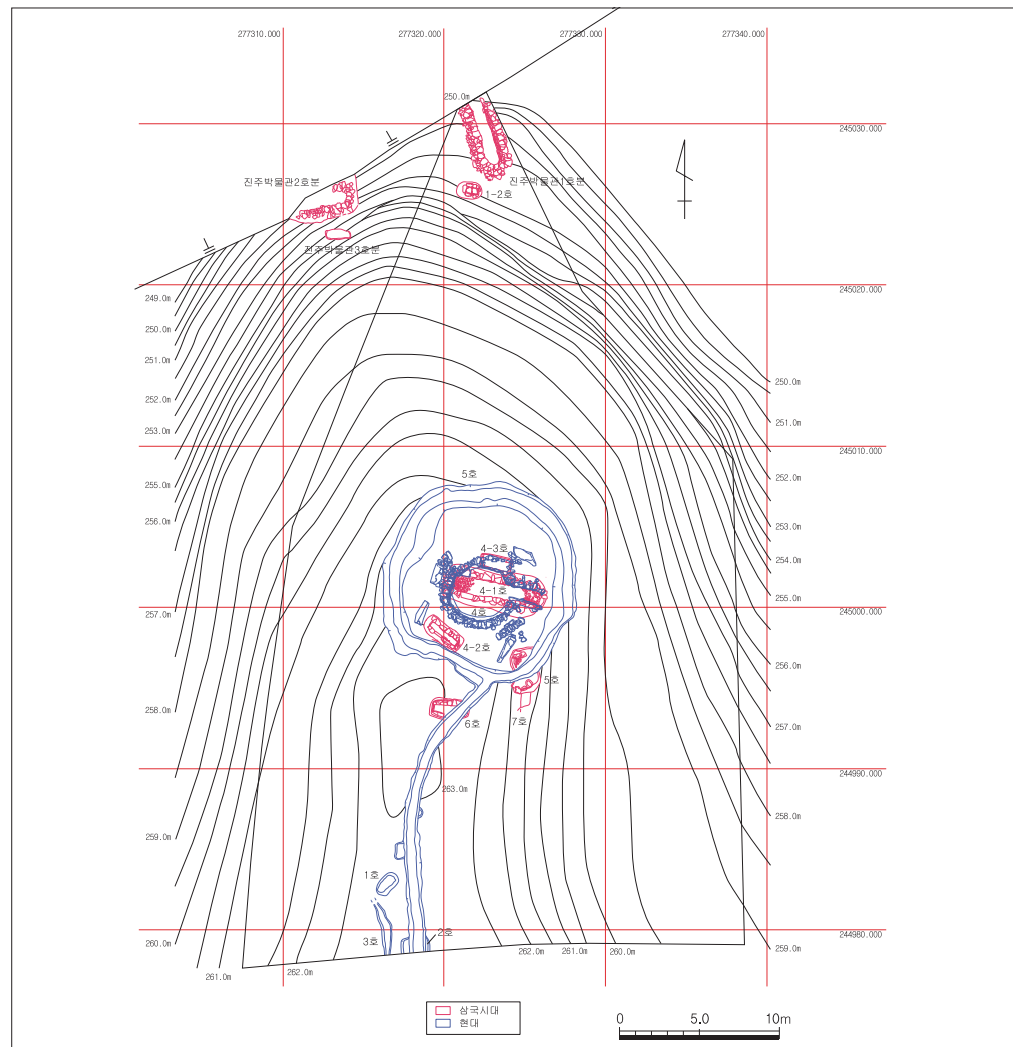 277310.000
277320.000
277330.000
277340.000
250.0m
245030.000
진주박물관2호분
진주박물관1호분
1-2호
진주박물관3호분
245020.000
249.0m
250.0m
251.0m
252.0m
253.0m
255.0m
256.0m
257.0m
258.0m
259.0m
260.0m
261.0m
262.0m
250.0m
251.0m
245010.000
252.0m
253.0m
254.0m
255.0m
245000.000
256.0m
257.0m
244990.000
258.0m
244980.000
259.0m
5호
4-3호
4-1호
4호
4-2호
5호
6호
7호
263.0m
1호
2호
3호
262.0m
261.0m
260.0m
삼국시대
현대
0
5.0
10m